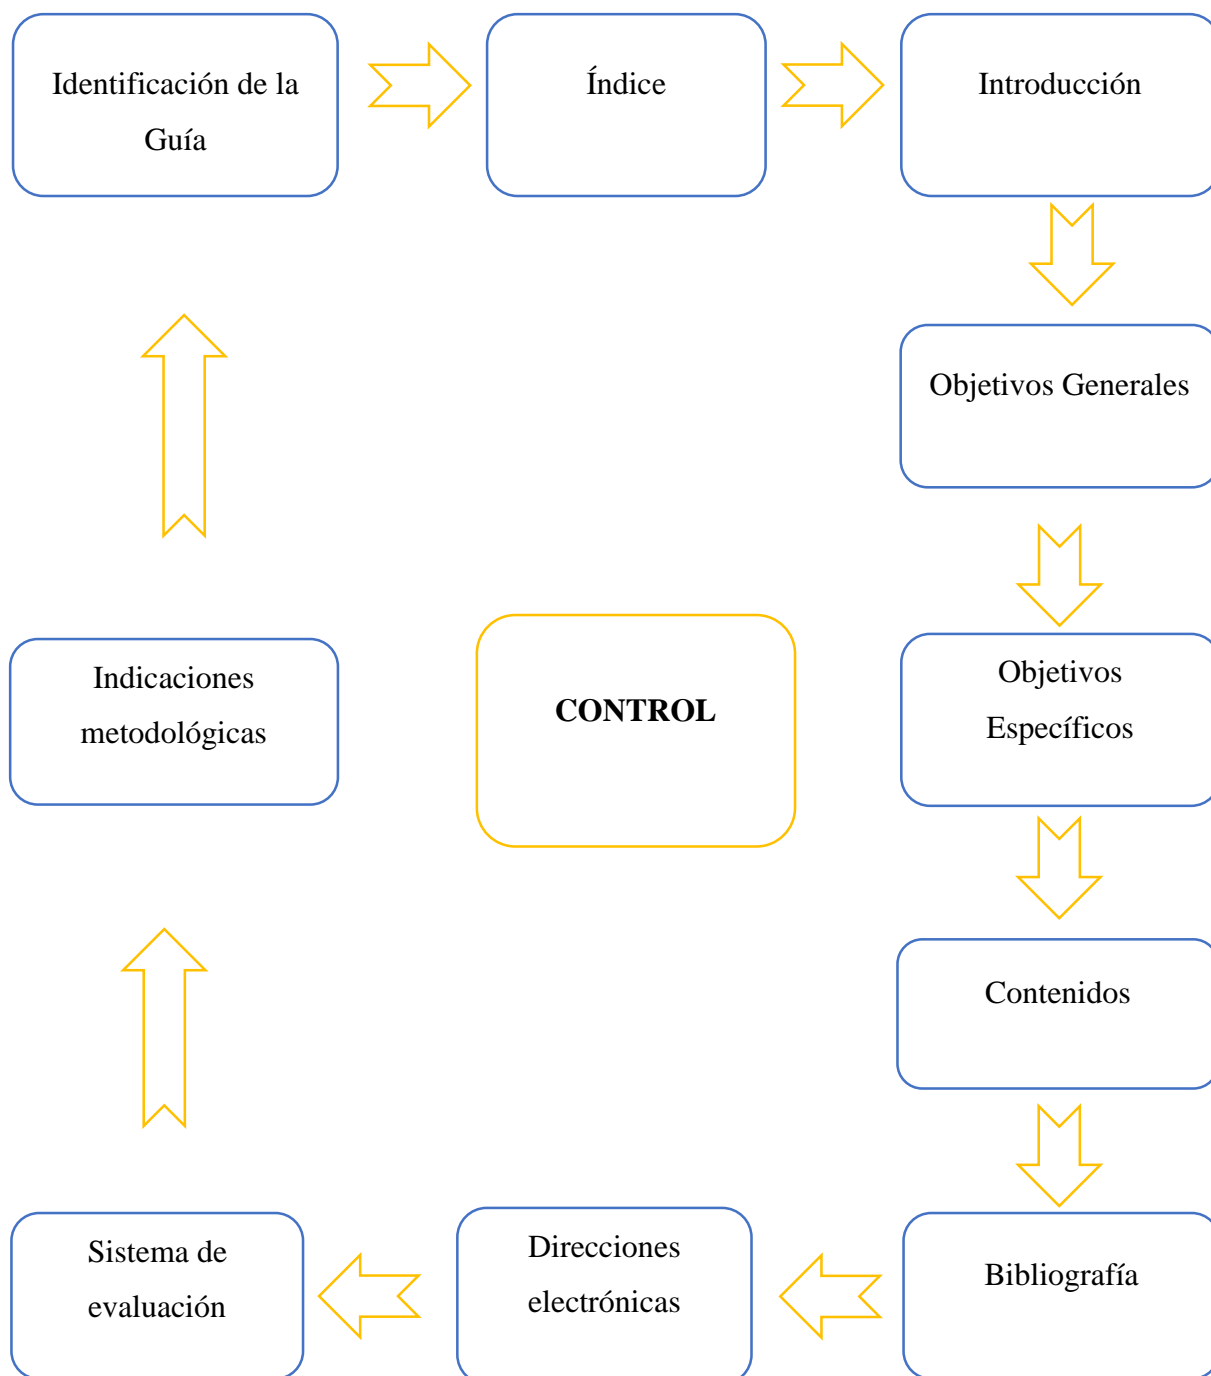 Identificación de la
Guía
Índice
Introducción
Objetivos Generales
Objetivos
Específicos
Contenidos
Bibliografía
Direcciones
electrónicas
Sistema de
evaluación
Indicaciones
metodológicas
CONTROL